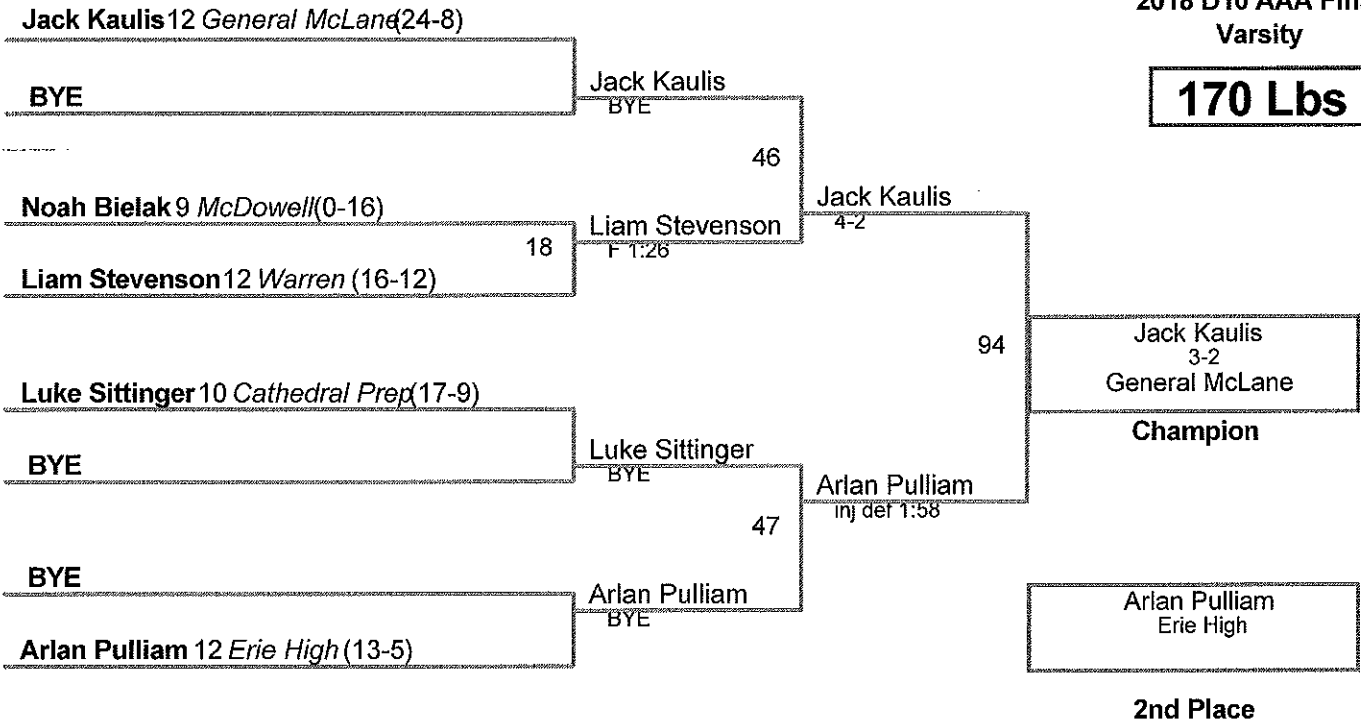 2018 D10 AAA
Varsity
170 Lbs
Jack Kaulis 12 General McLane (24-8)
BYE
Jack Kaulis
BYE
46
Noah Bielak 9 McDowell (0-16)
18
Liam Stevenson 12 Warren (16-12)
Liam Stevenson
F 1:26
Jack Kaulis
4-2
94
Luke Sittinger 10 Cathedral Prep (17-9)
BYE
Luke Sittinger
BYE
47
BYE
Arlan Pulliam 12 Erie High (13-5)
Arlan Pulliam
BYE
Arlan Pulliam
inj def 1:58
Jack Kaulis
3-2
General McLane
Champion
Arlan Pulliam
Erie High
2nd Place